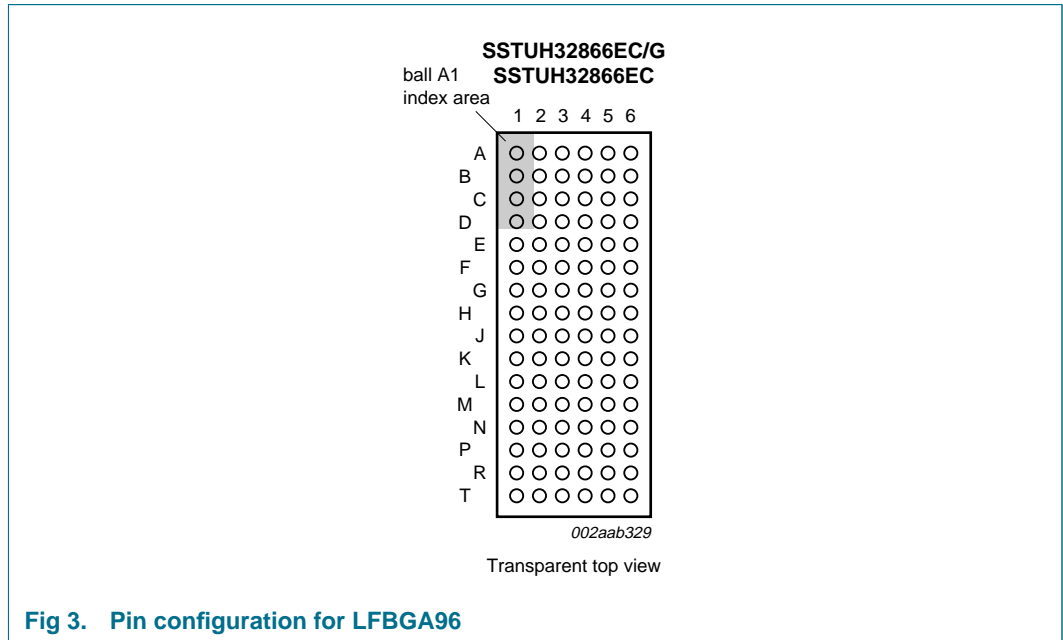 SSTUH32866EC/G
SSTUH32866EC
ball A1
index area
1 2 3 4 5 6
A
B
C
D
E
F
G
H
J
K
L
M
N
P
R
T
002aab329
Transparent top view
Fig 3. Pin configuration for LFBGA96